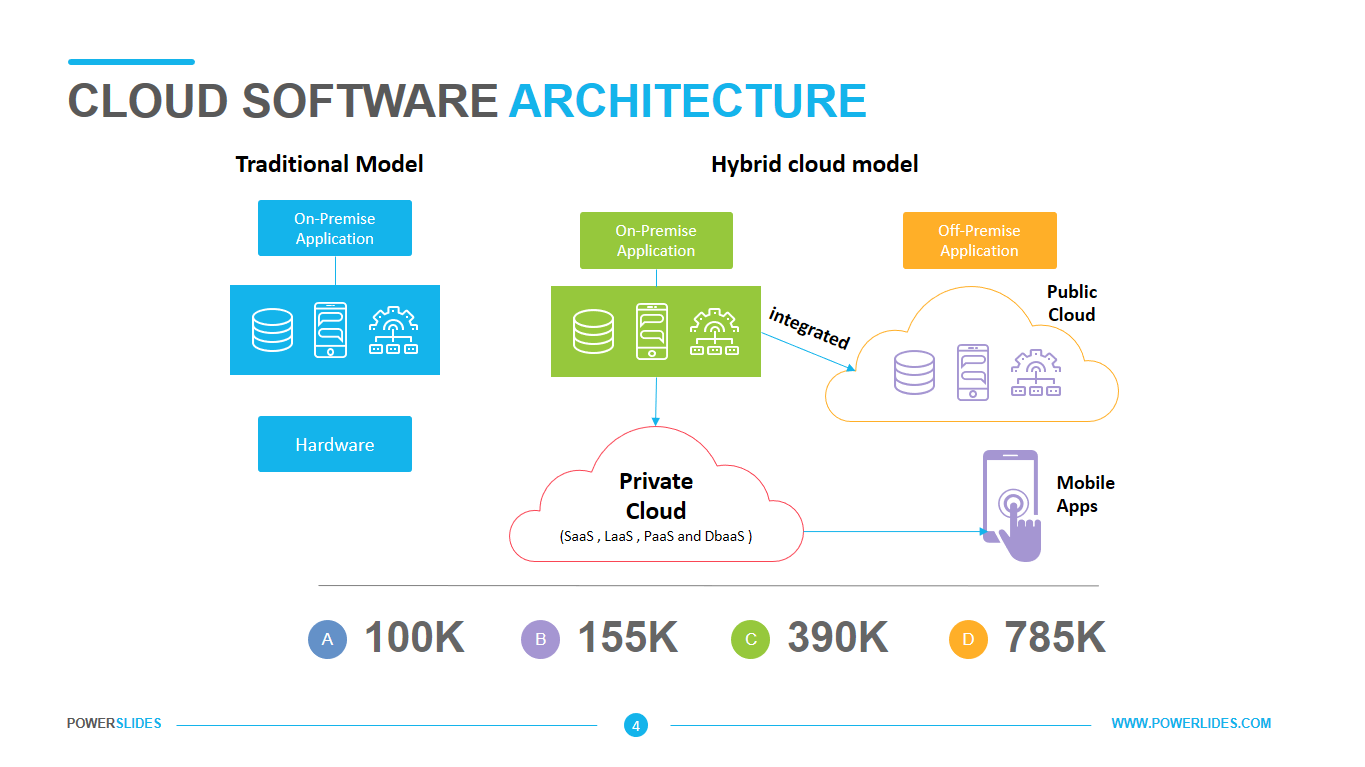 CLOUD SOFTWARE ARCHITECTURE
Traditional Model
Hybrid cloud model
On-Premise
Application
On-Premise
Application
Off-Premise
Application
integrated
Public
Cloud
Hardware
Private
Cloud
(SaaS , LaaS , PaaS and DbaaS )
Mobile
Apps
A 100K B 155K C 390K D 785K
POWERSLIDES 4 WWW.POWERLIDES.COM